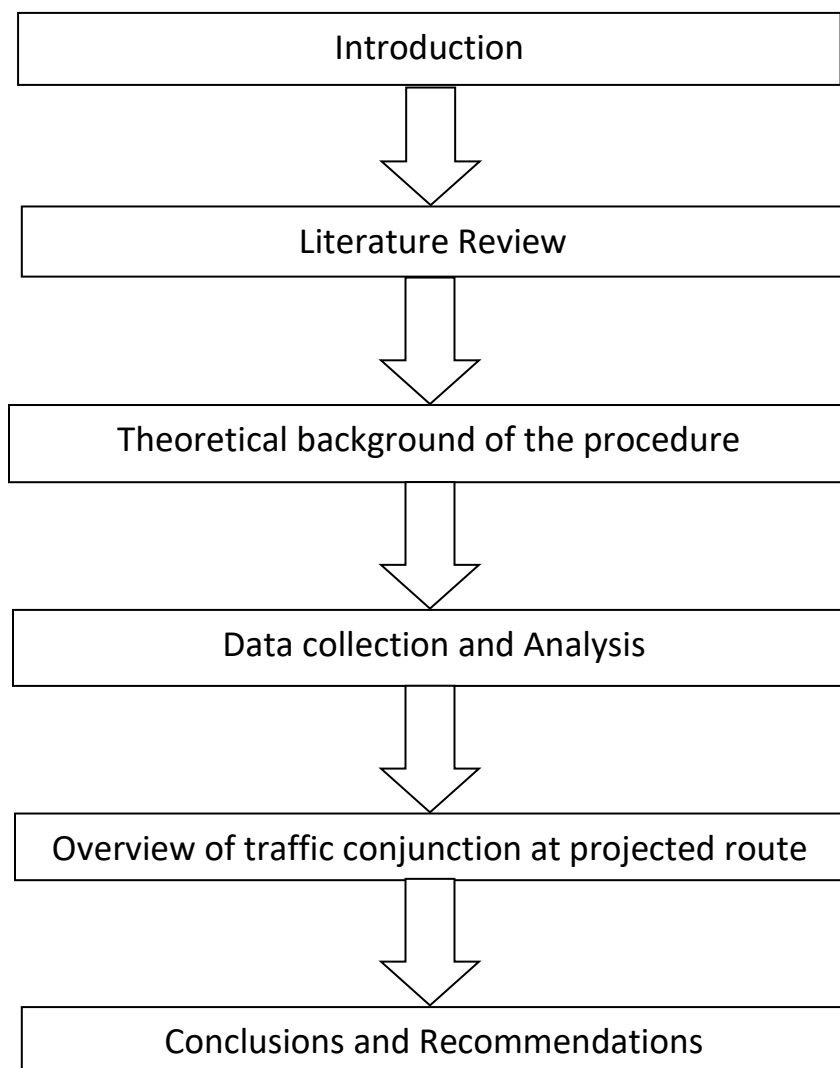 Introduction
Literature Review
Theoretical background of the procedure
Data collection and Analysis
Overview of traffic conjunction at projected route
Conclusions and Recommendations